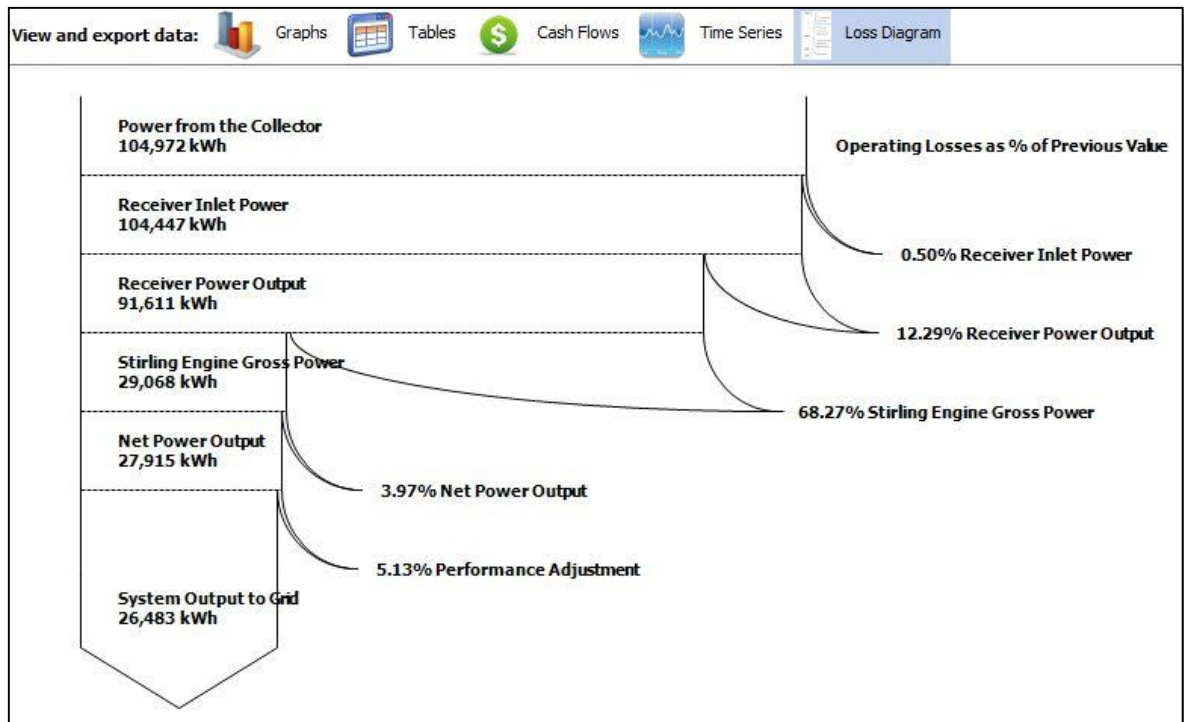 View and export data: Graphs Tables Cash Flows Time Series Loss Diagram
Power from the Collector
104,972 kWh
Operating Losses as % of Previous Value
Receiver Inlet Power
104,447 kWh
0.50% Receiver Inlet Power
Receiver Power Output
91,611 kWh
12.29% Receiver Power Output
Stirling Engine Gross Power
29,068 kWh
68.27% Stirling Engine Gross Power
Net Power Output
27,915 kWh
3.97% Net Power Output
5.13% Performance Adjustment
System Output to Grid
26,483 kWh